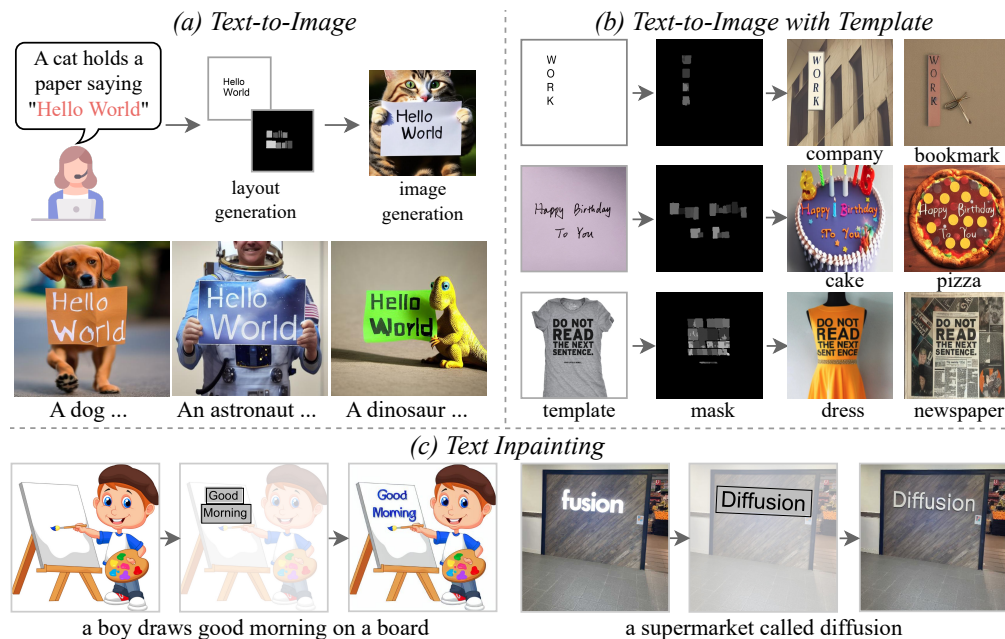 (a) Text-to-Image
A cat holds a
paper saying
"Hello World"
Hello
World
layout
generation
Hello
World
image
generation
Hello
World
A dog ...
Hello
World
An astronaut ...
Hello
World
A dinosaur ...
(b) Text-to-Image with Template
W
O
R
K
WORK
company
WORK
bookmark
Happy Birthday
To You
Happy Birthday
To You
cake
Happy Birthday
To You
pizza
DO NOT
READ
THE NEXT
SENTENCE.
template
mask
DO NOT
READ
THE NEXT
SENT ENCE.
dress
DO NOT
READ
THE NEXT
SENTENCE.
newspaper
(c) Text Inpainting
Good
Morning
Good
Morning
a boy draws good morning on a board
fusion
Diffusion
Diffusion
a supermarket called diffusion